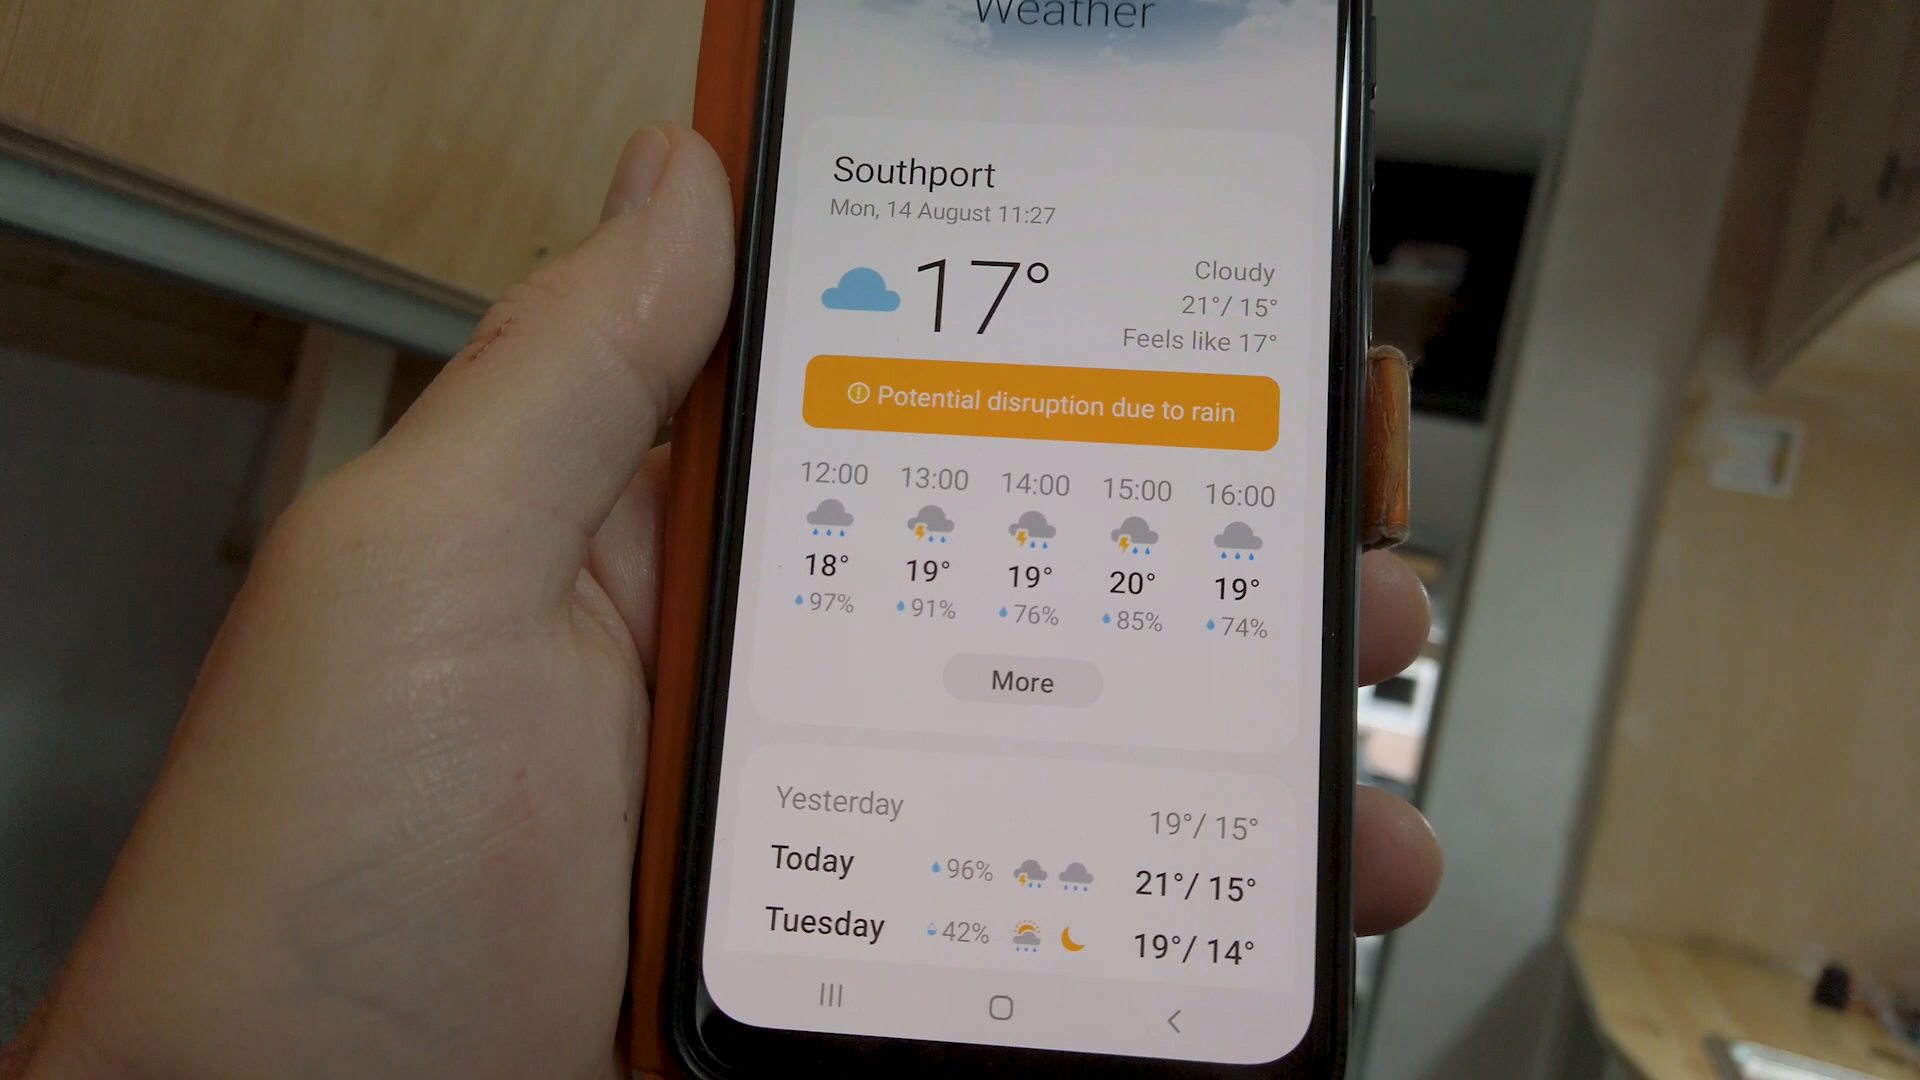 Weather
Southport
Mon, 14 August 11:27
17°
Cloudy
21°/ 15°
Feels like 17°
Potential disruption due to rain
12:00 13:00 14:00 15:00 16:00
18° 19° 19° 20° 19°
97% 91% 76% 85% 74%
More
Yesterday 19°/ 15°
Today 96% 21°/ 15°
Tuesday 42% 19°/ 14°